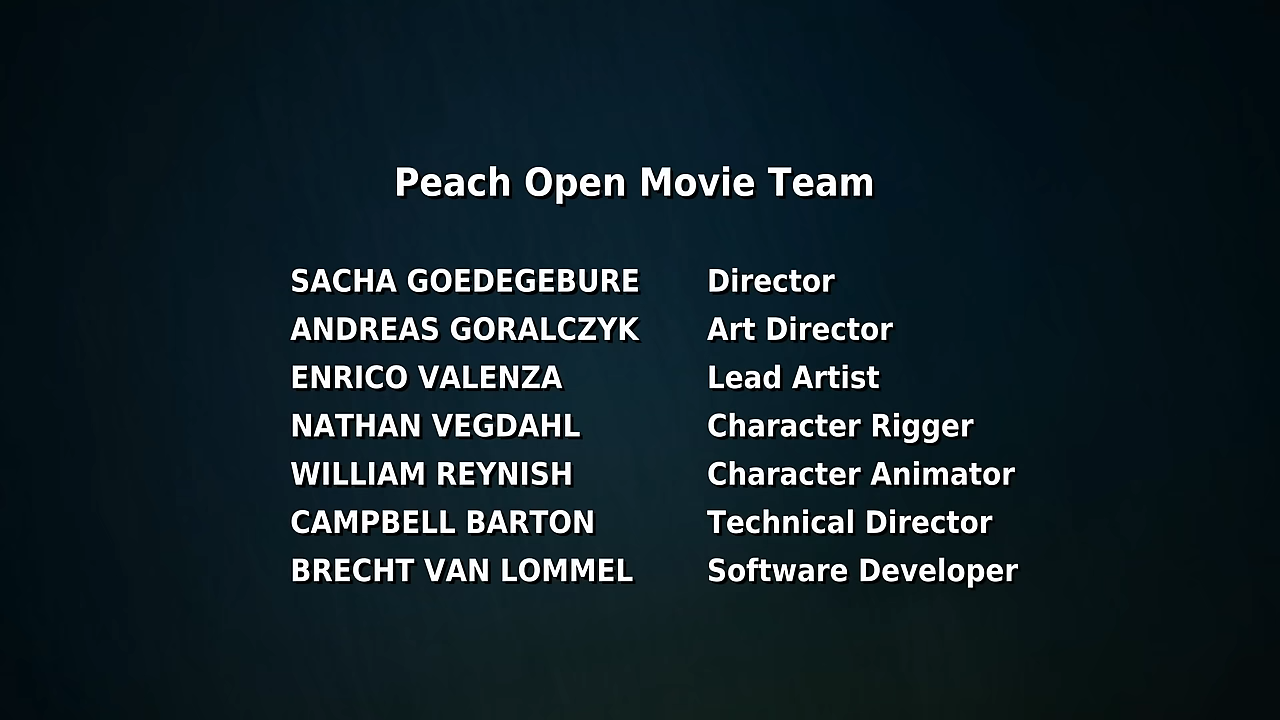 Peach Open Movie Team
SACHA GOEDEGEBURE Director
ANDREAS GORALCZYK Art Director
ENRICO VALENZA Lead Artist
NATHAN VEGDAHL Character Rigger
WILLIAM REYNISH Character Animator
CAMPBELL BARTON Technical Director
BRECHT VAN LOMMEL Software Developer